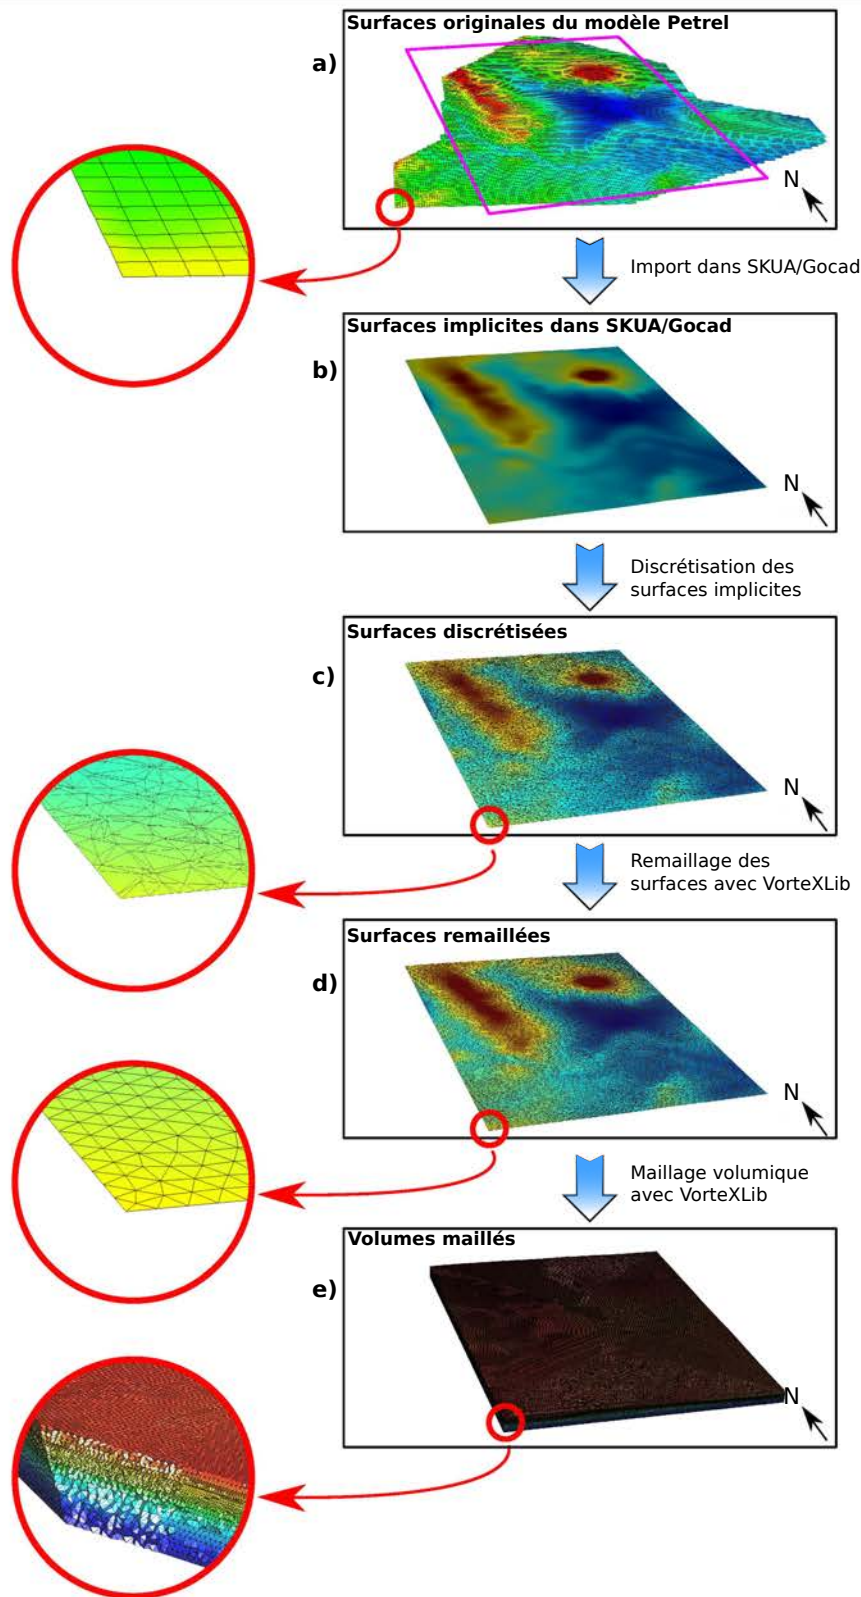 Surfaces originales du modèle Petrel
a)
N
Import dans SKUA/Gocad
Surfaces implicites dans SKUA/Gocad
b)
N
Discrétisation des
surfaces implicites
Surfaces discrétisées
c)
N
Remaillage des
surfaces avec VorteXLib
Surfaces remaillées
d)
N
Maillage volumique
avec VorteXLib
Volumes maillés
e)
N